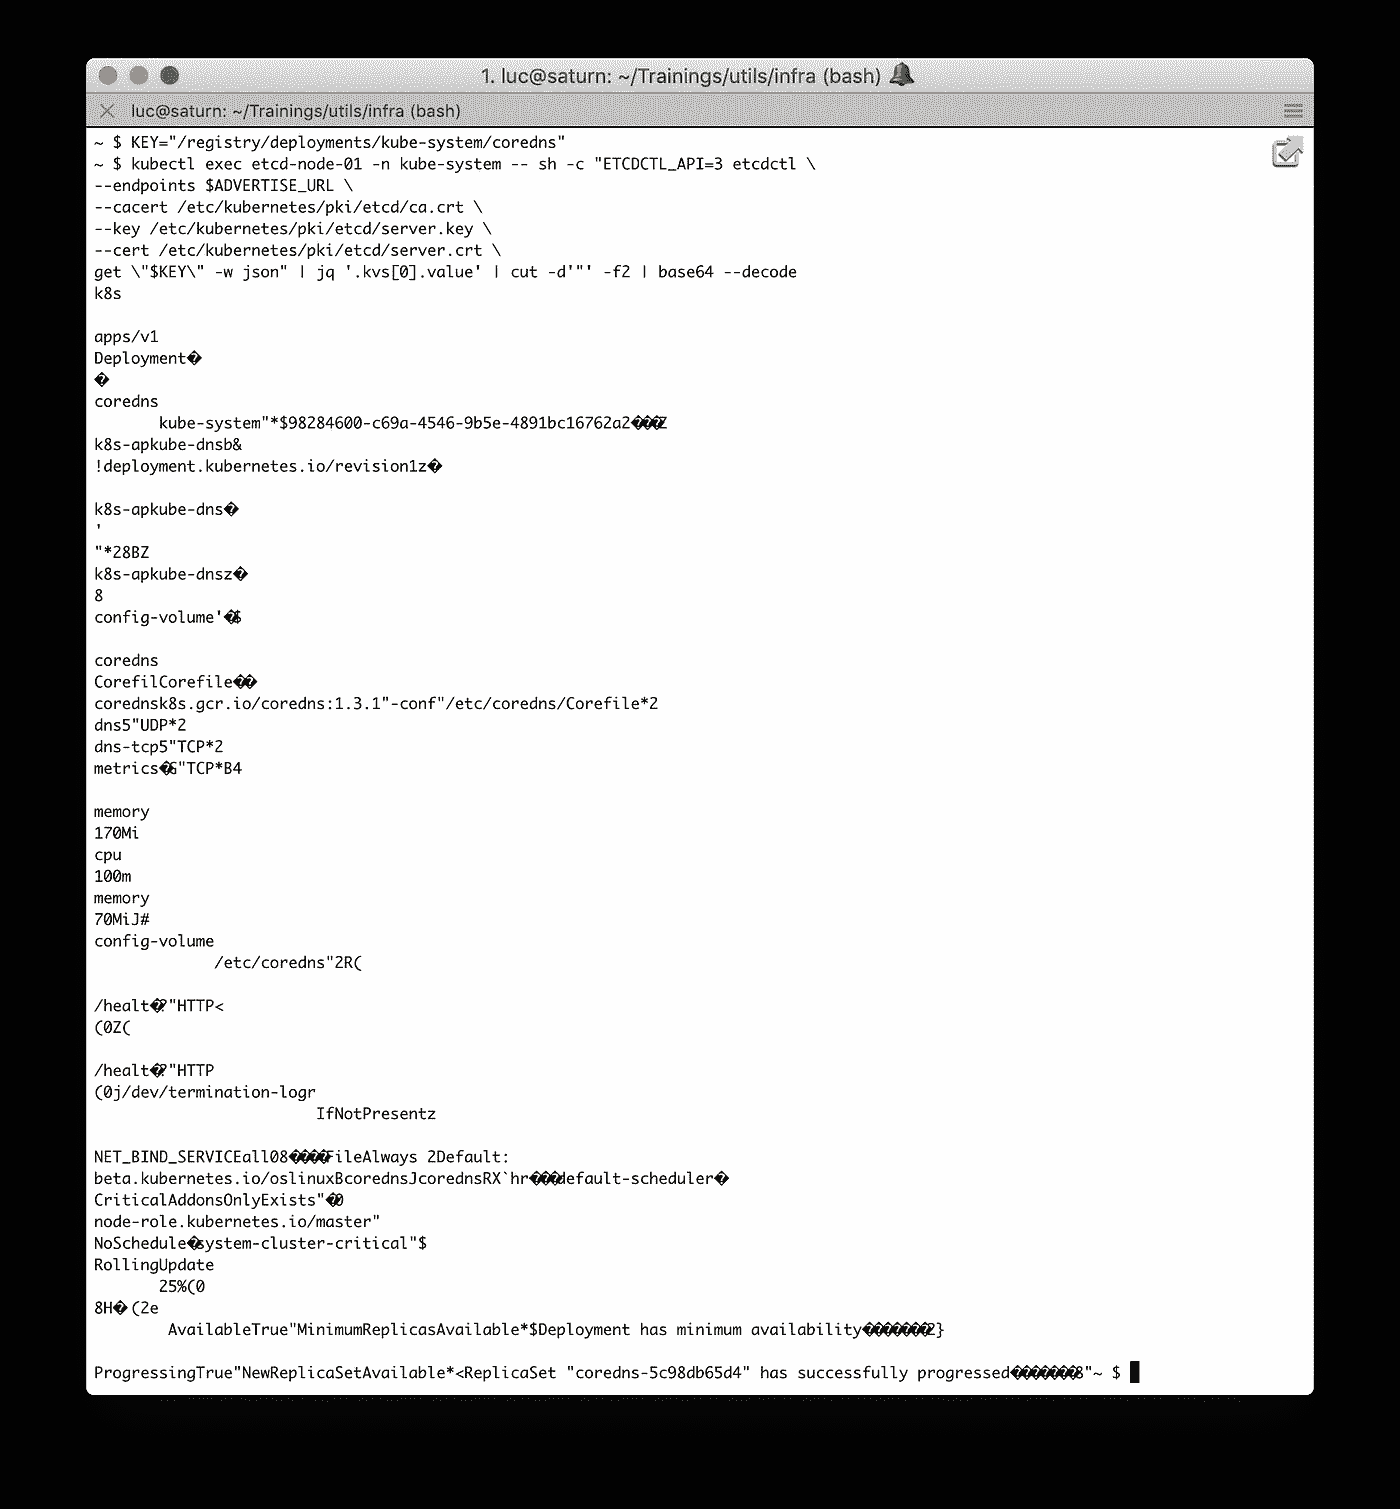 1. luc@saturn: ~/Trainings/utils/infra (bash)
luc@saturn: ~/Trainings/utils/infra (bash)
~ $ KEY="/registry/deployments/kube-system/coredns"
~ $ kubectl exec etcd-node-01 -n kube-system -- sh -c "ETCDCTL_API=3 etcdctl \
--endpoints $ADVERTISE_URL \
--cacert /etc/kubernetes/pki/etcd/ca.crt \
--key /etc/kubernetes/pki/etcd/server.key \
--cert /etc/kubernetes/pki/etcd/server.crt \
get \"$KEY\" -w json" | jq '.kvs[0].value' | cut -d'"' -f2 | base64 --decode
k8s
apps/v1
Deployment�
�
coredns
kube-system"*$98284600-c69a-4546-9b5e-4891bc16762a2���Z
k8s-apkube-dnsb&
!deployment.kubernetes.io/revision1z�
k8s-apkube-dns�
'
"*28BZ
k8s-apkube-dnsz�
8
config-volume'�$
coredns
CorefilCorefile��
corednsk8s.gcr.io/coredns:1.3.1"-conf"/etc/coredns/Corefile*2
dns5"UDP*2
dns-tcp5"TCP*2
metrics�G"TCP*B4
memory
170Mi
cpu
100m
memory
70MiJ#
config-volume
/etc/coredns"2R(
/healt�?"HTTP<
(0Z(
/healt�?"HTTP
(0j/dev/termination-logr
IfNotPresentz
NET_BIND_SERVICEall08����FileAlways 2Default:
beta.kubernetes.io/oslinuxBcorednsJcorednsRX`hr���default-scheduler�
CriticalAddonsOnlyExists"�0
node-role.kubernetes.io/master"
NoSchedule�system-cluster-critical"$
RollingUpdate
25%(0
8H�(2e
AvailableTrue"MinimumReplicasAvailable*$Deployment has minimum availability�������2}
ProgressingTrue"NewReplicaSetAvailable*<ReplicaSet "coredns-5c98db65d4" has successfully progressed�������8"~ $